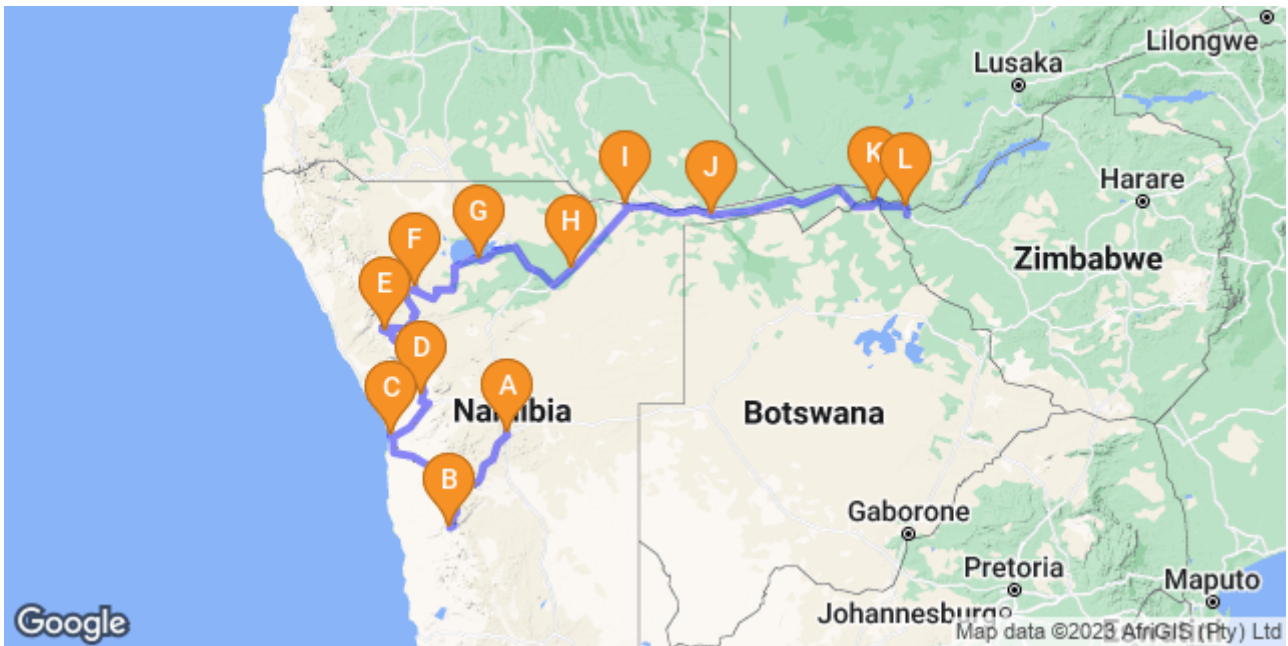 Lilongwe
Lusaka
K
L
I
J
Harare
G
H
F
Zimbabwe
E
D
A
C
Namibia
Botswana
B
Gaborone
Pretoria
Maputo
Johannesburg
Google
Map data ©2023 AfriGIS (Pty) Ltd